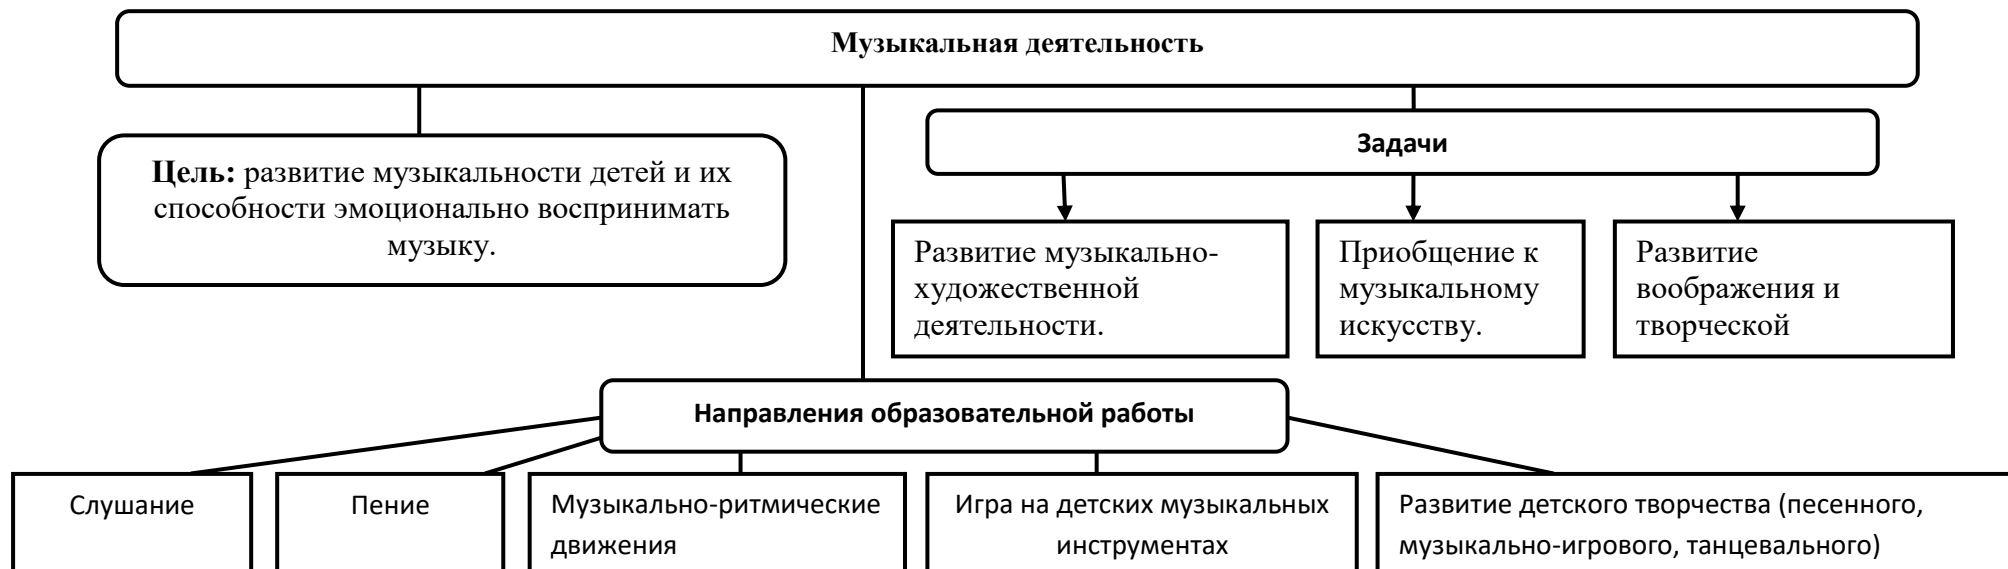 Музыкальная деятельность
Цель: развитие музыкальности детей и их
способности эмоционально воспринимать
музыку.
Задачи
Развитие музыкально-
художественной
деятельности.
Приобщение к
музыкальному
искусству.
Развитие
воображения и
творческой
Направления образовательной работы
Слушание
Пение
Музыкально-ритмические
движения
Игра на детских музыкальных
инструментах
Развитие детского творчества (песенного,
музыкально-игрового, танцевального)